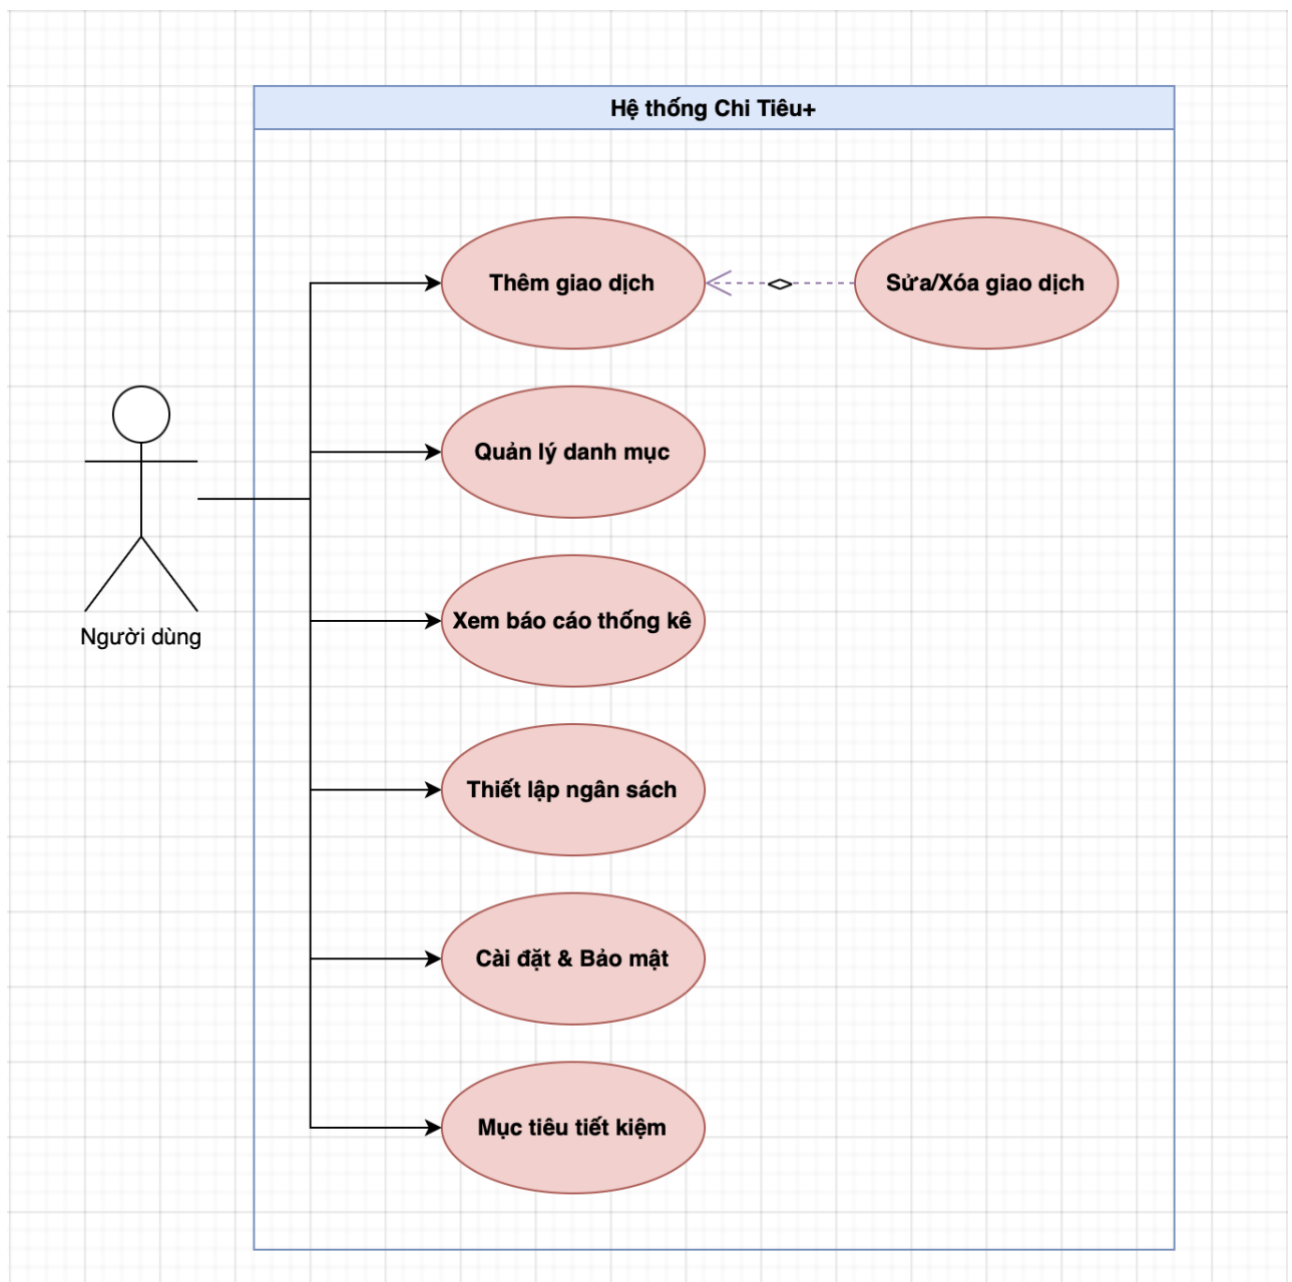 Hệ thống Chi Tiêu+
Thêm giao dịch
Sửa/Xóa giao dịch
Quản lý danh mục
Xem báo cáo thống kê
Người dùng
Thiết lập ngân sách
Cài đặt & Bảo mật
Mục tiêu tiết kiệm